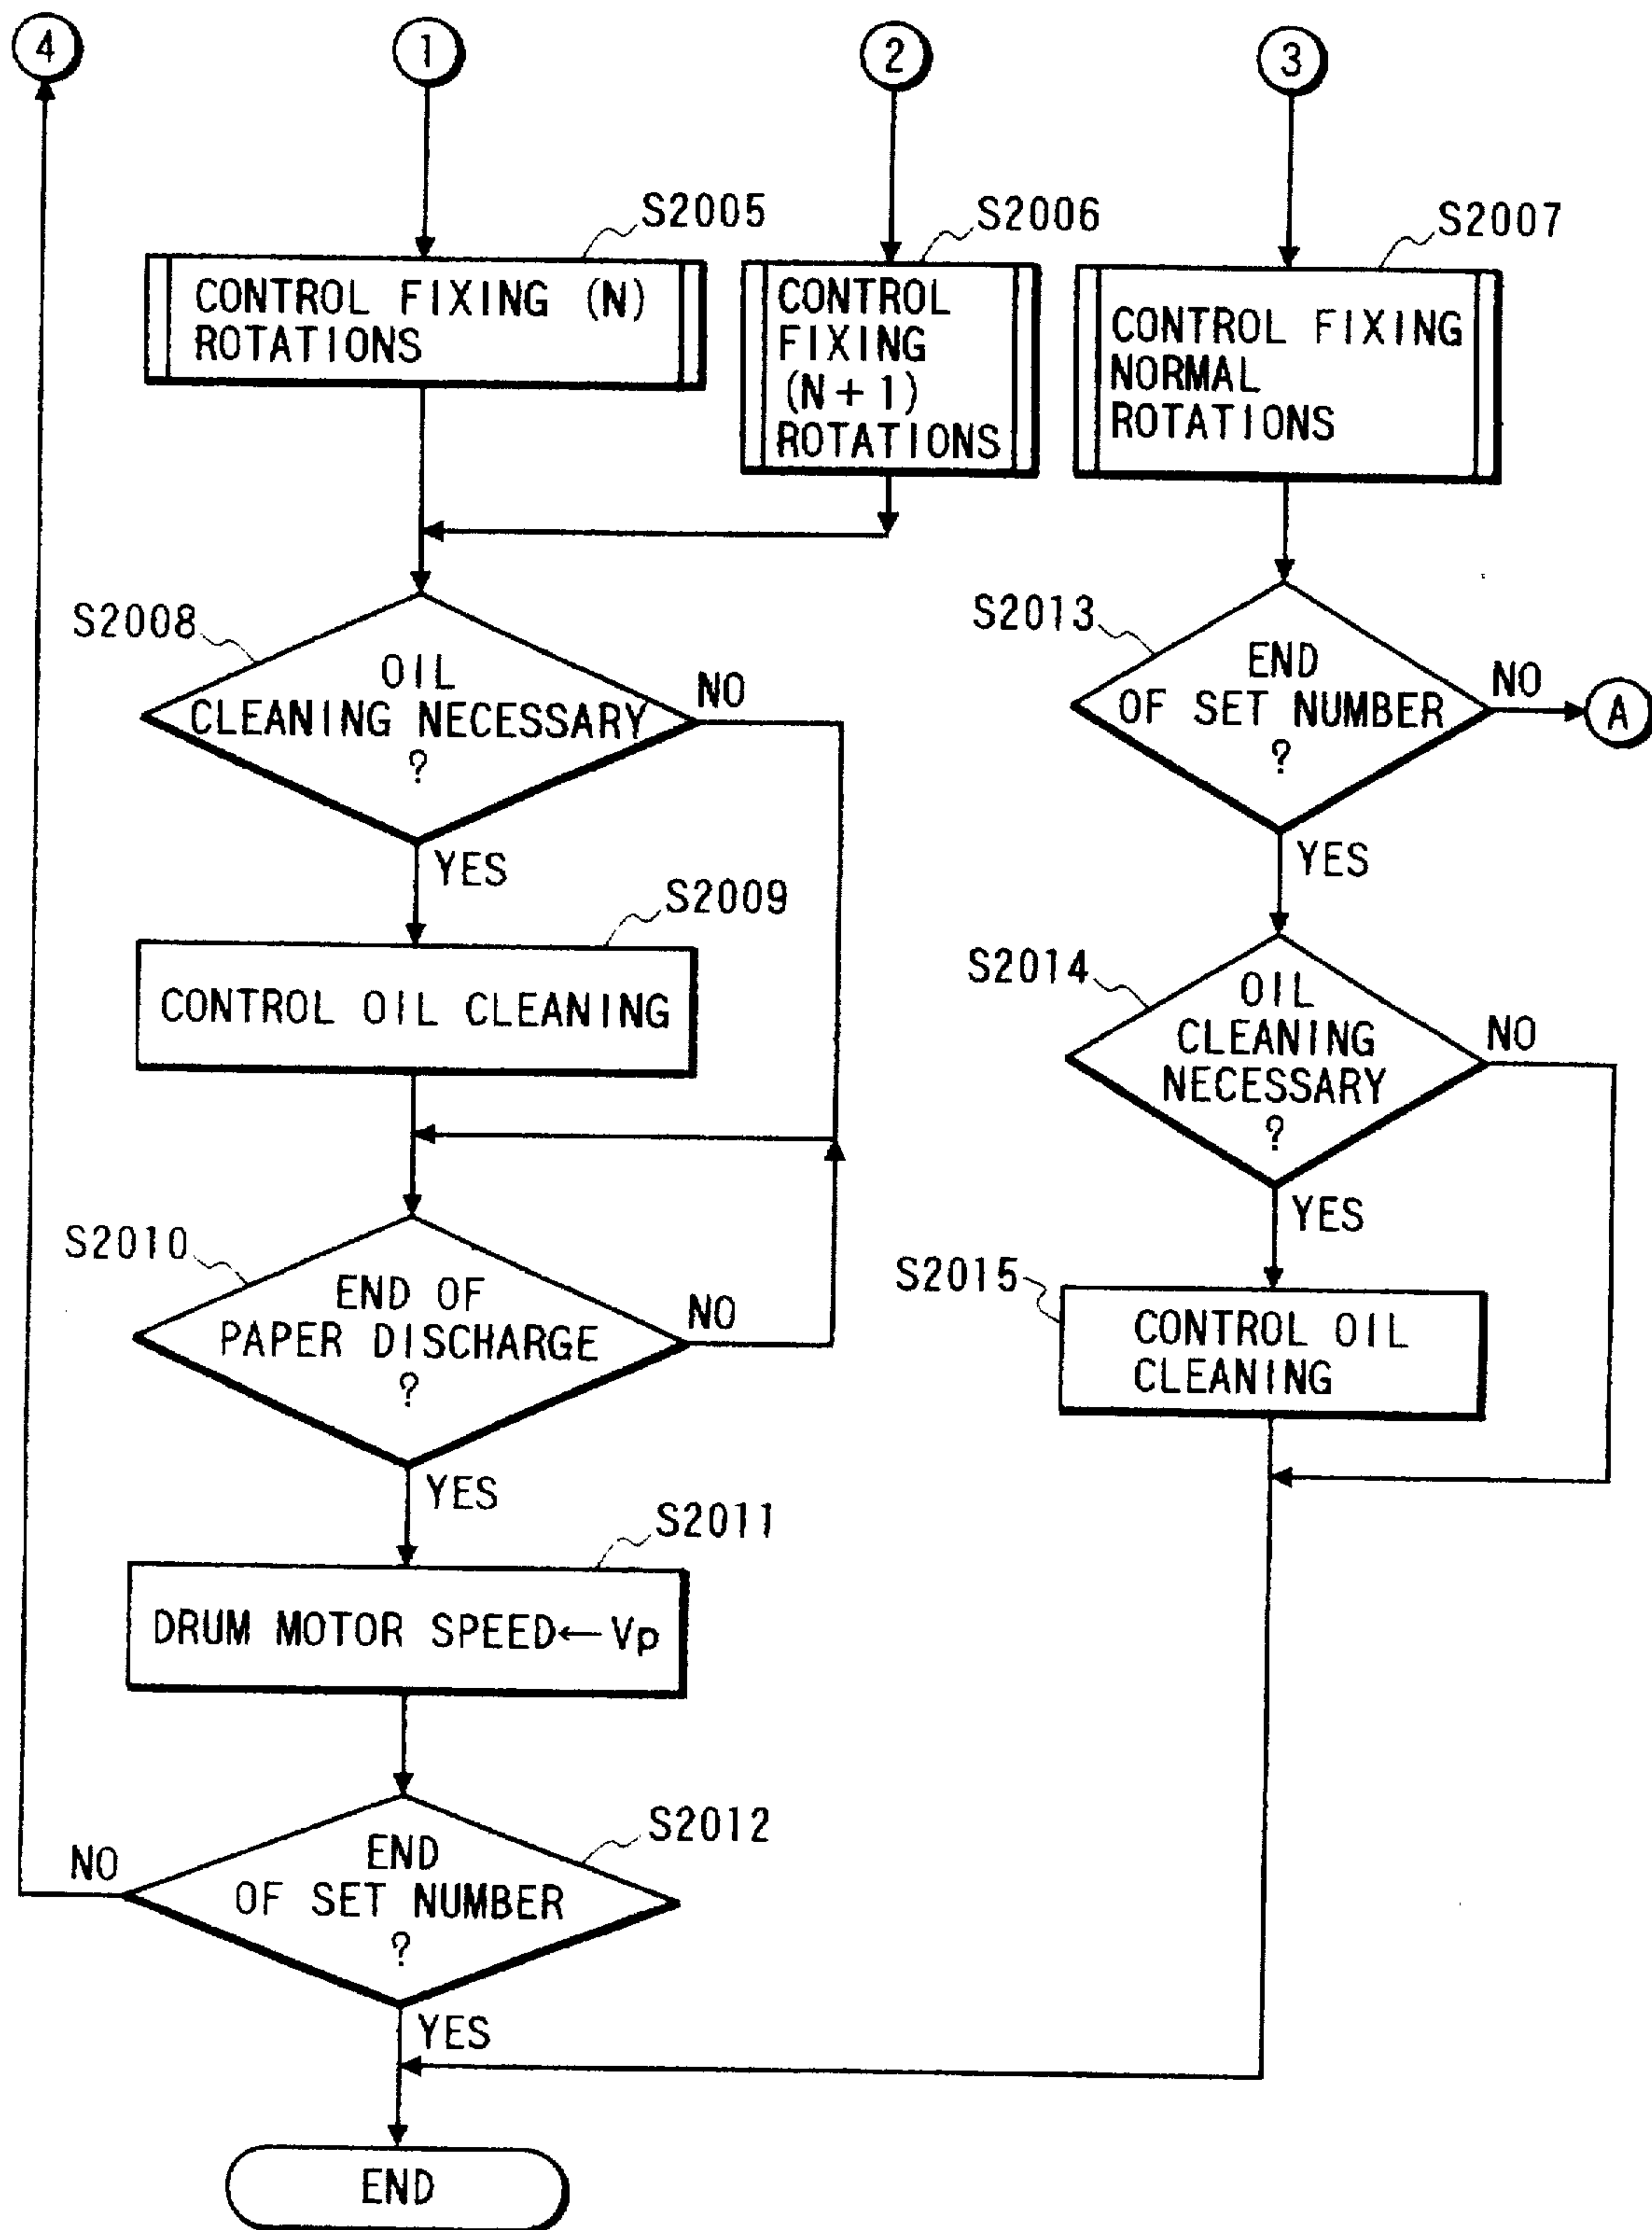 4
1
2
3
S2005
CONTROL FIXING (N)
ROTATIONS
S2006
CONTROL
FIXING
(N+1)
ROTATIONS
S2007
CONTROL FIXING
NORMAL
ROTATIONS
S2008
OIL
CLEANING NECESSARY
?
NO
YES
S2009
CONTROL OIL CLEANING
S2010
END OF
PAPER DISCHARGE
?
NO
YES
S2011
DRUM MOTOR SPEED←Vp
S2012
END
OF SET NUMBER
?
NO
YES
END
S2013
END
OF SET NUMBER
?
NO
A
YES
S2014
OIL
CLEANING
NECESSARY
?
NO
YES
S2015
CONTROL OIL
CLEANING